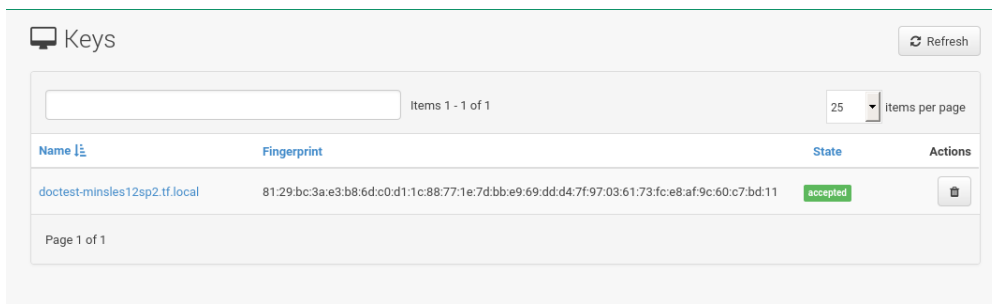 Keys
Refresh
Items 1 - 1 of 1
25 items per page
Name Fingerprint State Actions
doctest-minsles12sp2.tf.local 81:29:bc:3a:e3:b8:6d:c0:d1:1c:88:77:1e:7d:bb:e9:69:dd:d4:7f:97:03:61:73:fc:e8:af:9c:60:c7:bd:11 accepted
Page 1 of 1